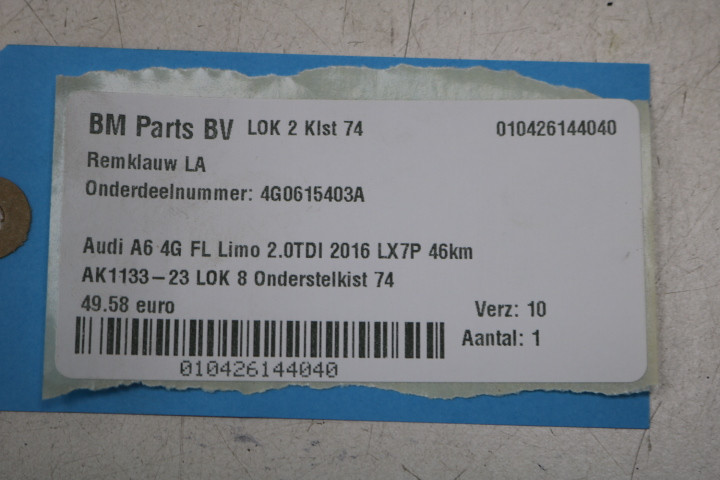 BM Parts BV LOK 2 Klst 74 010426144040
Remklauw LA
Onderdeelnummer: 4G0615403A
Audi A6 4G FL Limo 2.0TDI 2016 LX7P 46km
AK1133-23 LOK 8 Onderstelkist 74
49.58 euro Verz: 10
Aantal: 1
010426144040